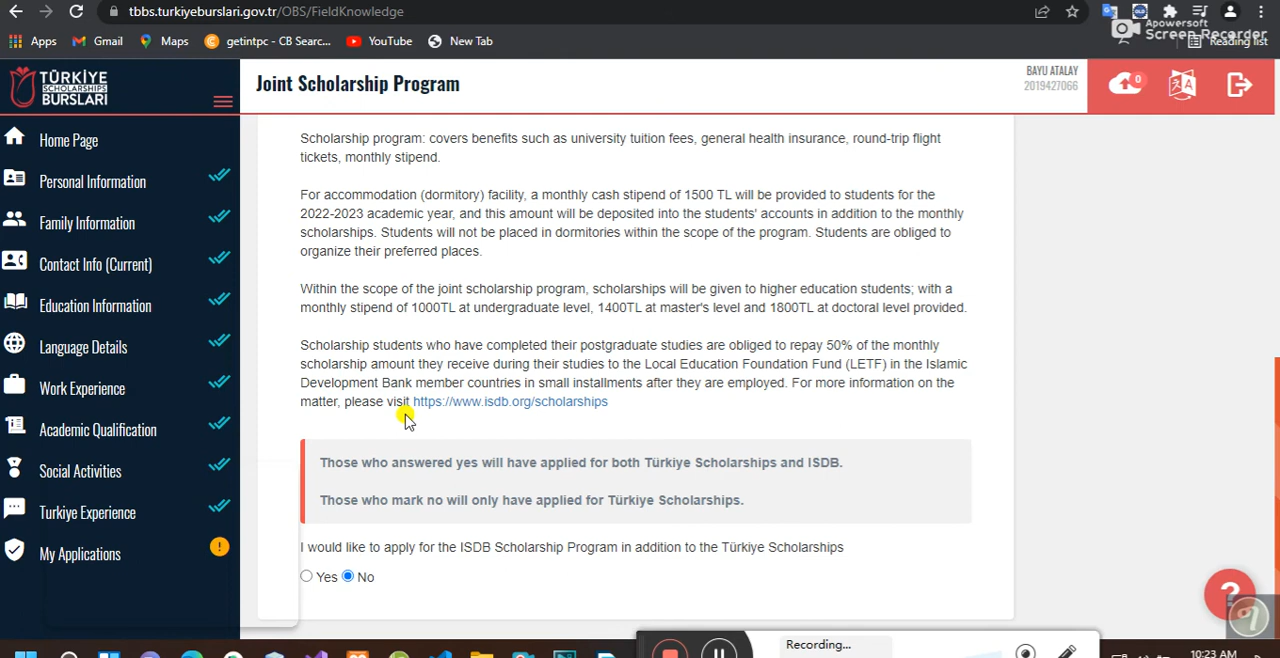 tbbs.turkiyeburslari.gov.tr/OBS/FieldKnowledge
Apps Gmail Maps getintpc - CB Searc... YouTube New Tab Reading list
Apowersoft
Screen Recorder
TÜRKİYE
SCHOLARSHIPS
BURSLARI
Joint Scholarship Program
BAYU ATALAY
2019427066
0
Home Page
Personal Information
Family Information
Contact Info (Current)
Education Information
Language Details
Work Experience
Academic Qualification
Social Activities
Turkiye Experience
My Applications
Scholarship program: covers benefits such as university tuition fees, general health insurance, round-trip flight
tickets, monthly stipend.
For accommodation (dormitory) facility, a monthly cash stipend of 1500 TL will be provided to students for the
2022-2023 academic year, and this amount will be deposited into the students' accounts in addition to the monthly
scholarships. Students will not be placed in dormitories within the scope of the program. Students are obliged to
organize their preferred places.
Within the scope of the joint scholarship program, scholarships will be given to higher education students; with a
monthly stipend of 1000TL at undergraduate level, 1400TL at master's level and 1800TL at doctoral level provided.
Scholarship students who have completed their postgraduate studies are obliged to repay 50% of the monthly
scholarship amount they receive during their studies to the Local Education Foundation Fund (LETF) in the Islamic
Development Bank member countries in small installments after they are employed. For more information on the
matter, please visit https://www.isdb.org/scholarships
Those who answered yes will have applied for both Türkiye Scholarships and ISDB.
Those who mark no will only have applied for Türkiye Scholarships.
I would like to apply for the ISDB Scholarship Program in addition to the Türkiye Scholarships
Yes No
?
Recording...
10:23 AM